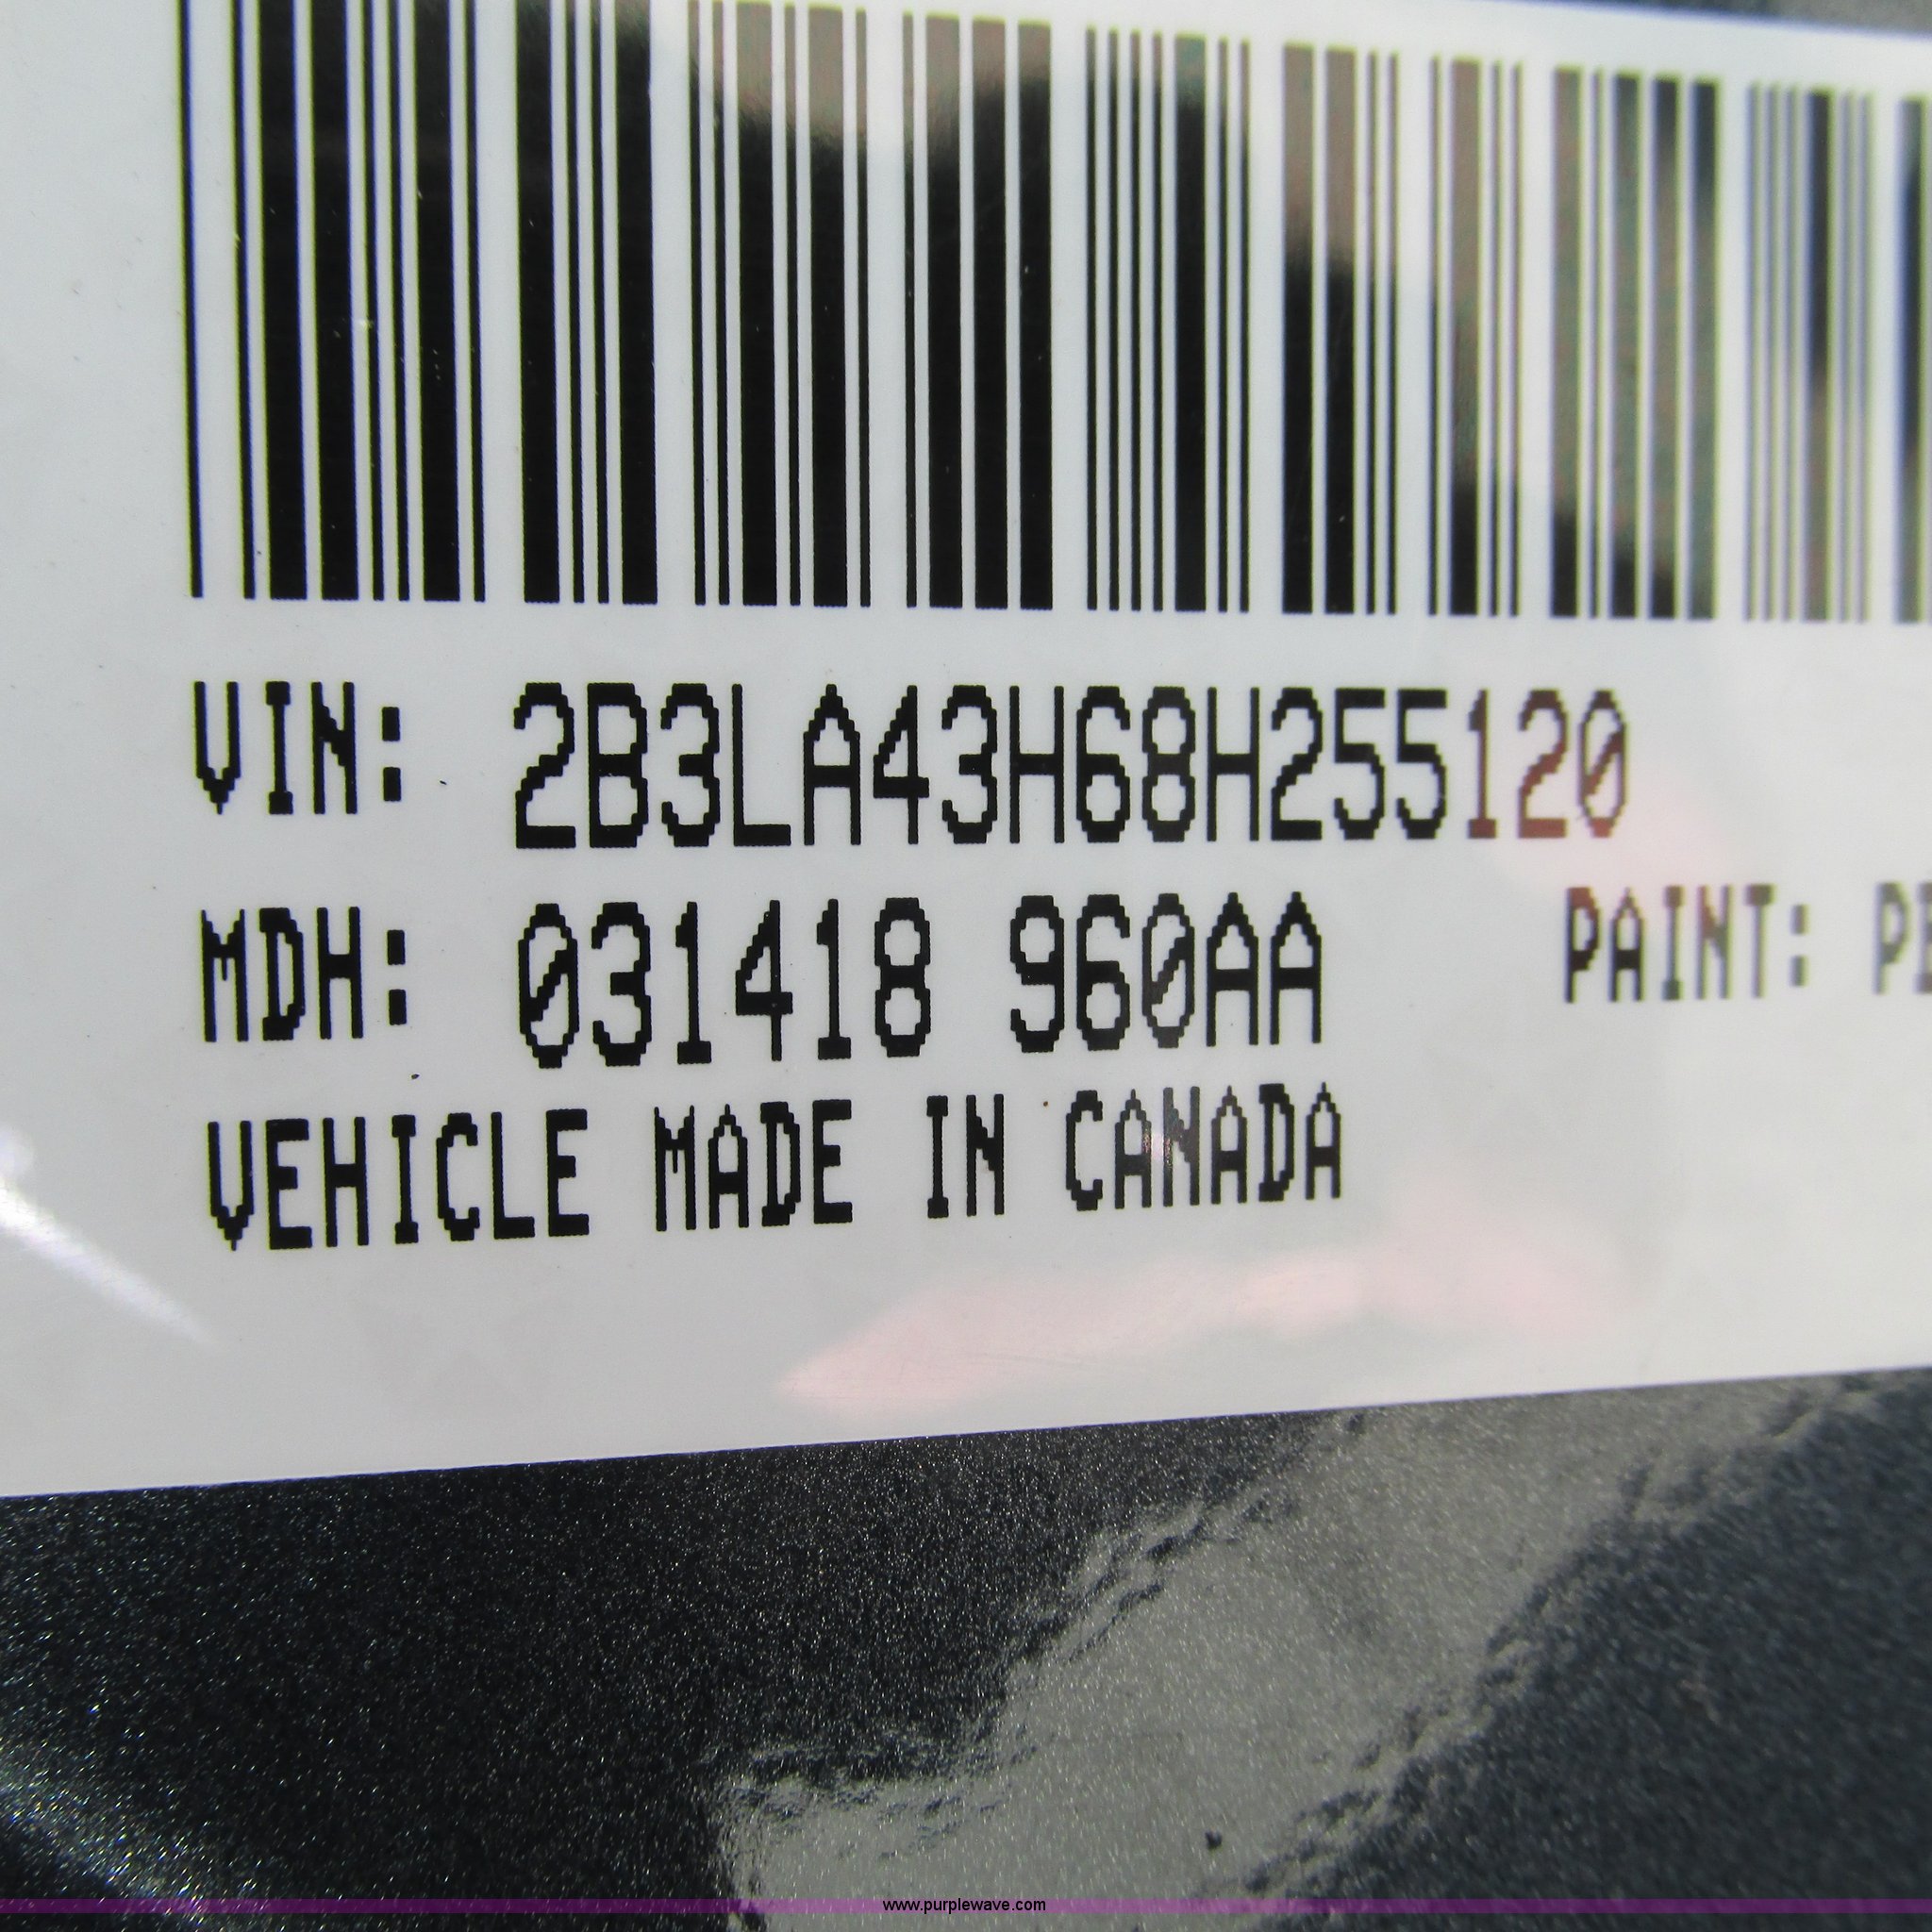 VIN: 2B3LA43H68H255120
MDH: 031418 960AA PAINT:
VEHICLE MADE IN CANADA
www.purplewave.com